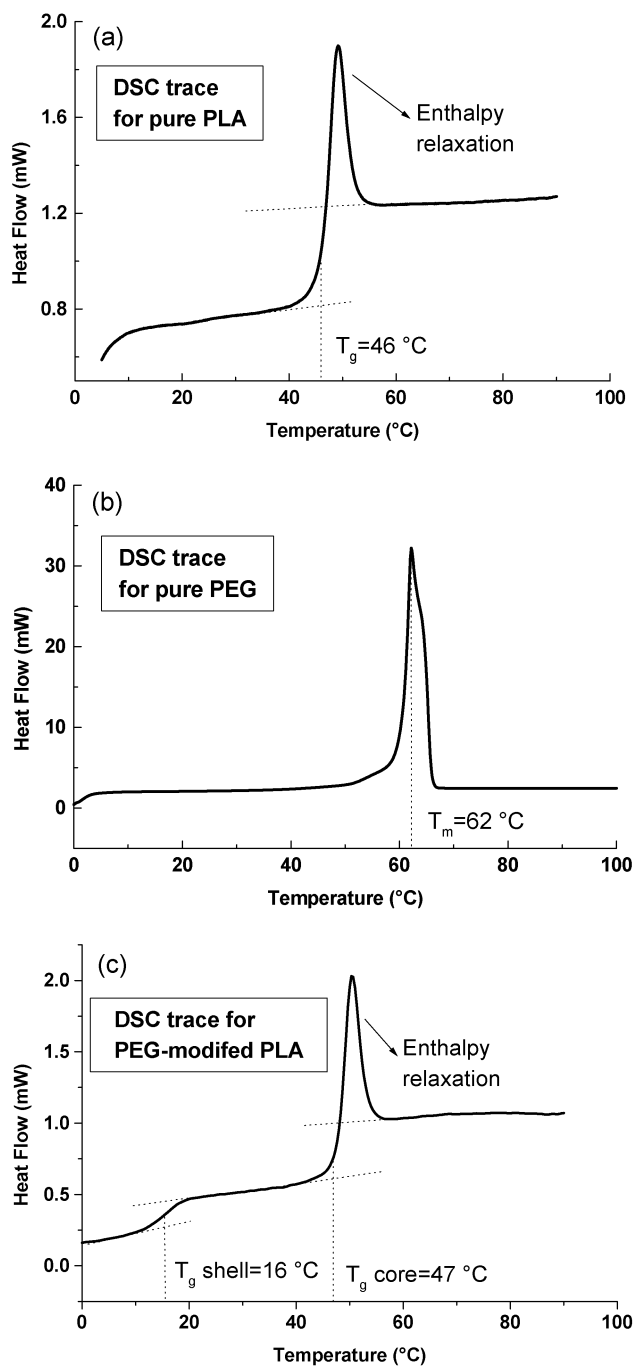 (a)
DSC trace
for pure PLA
Enthalpy
relaxation
2.0
1.6
1.2
0.8
Heat Flow (mW)
Tg=46 °C
0 20 40 60 80 100
Temperature (°C)
(b)
DSC trace
for pure PEG
40
30
20
10
0
Heat Flow (mW)
Tm=62 °C
0 20 40 60 80 100
Temperature (°C)
(c)
DSC trace for
PEG-modifed PLA
Enthalpy
relaxation
2.0
1.5
1.0
0.5
0.0
Heat Flow (mW)
Tg shell=16 °C
Tg core=47 °C
0 20 40 60 80 100
Temperature (°C)